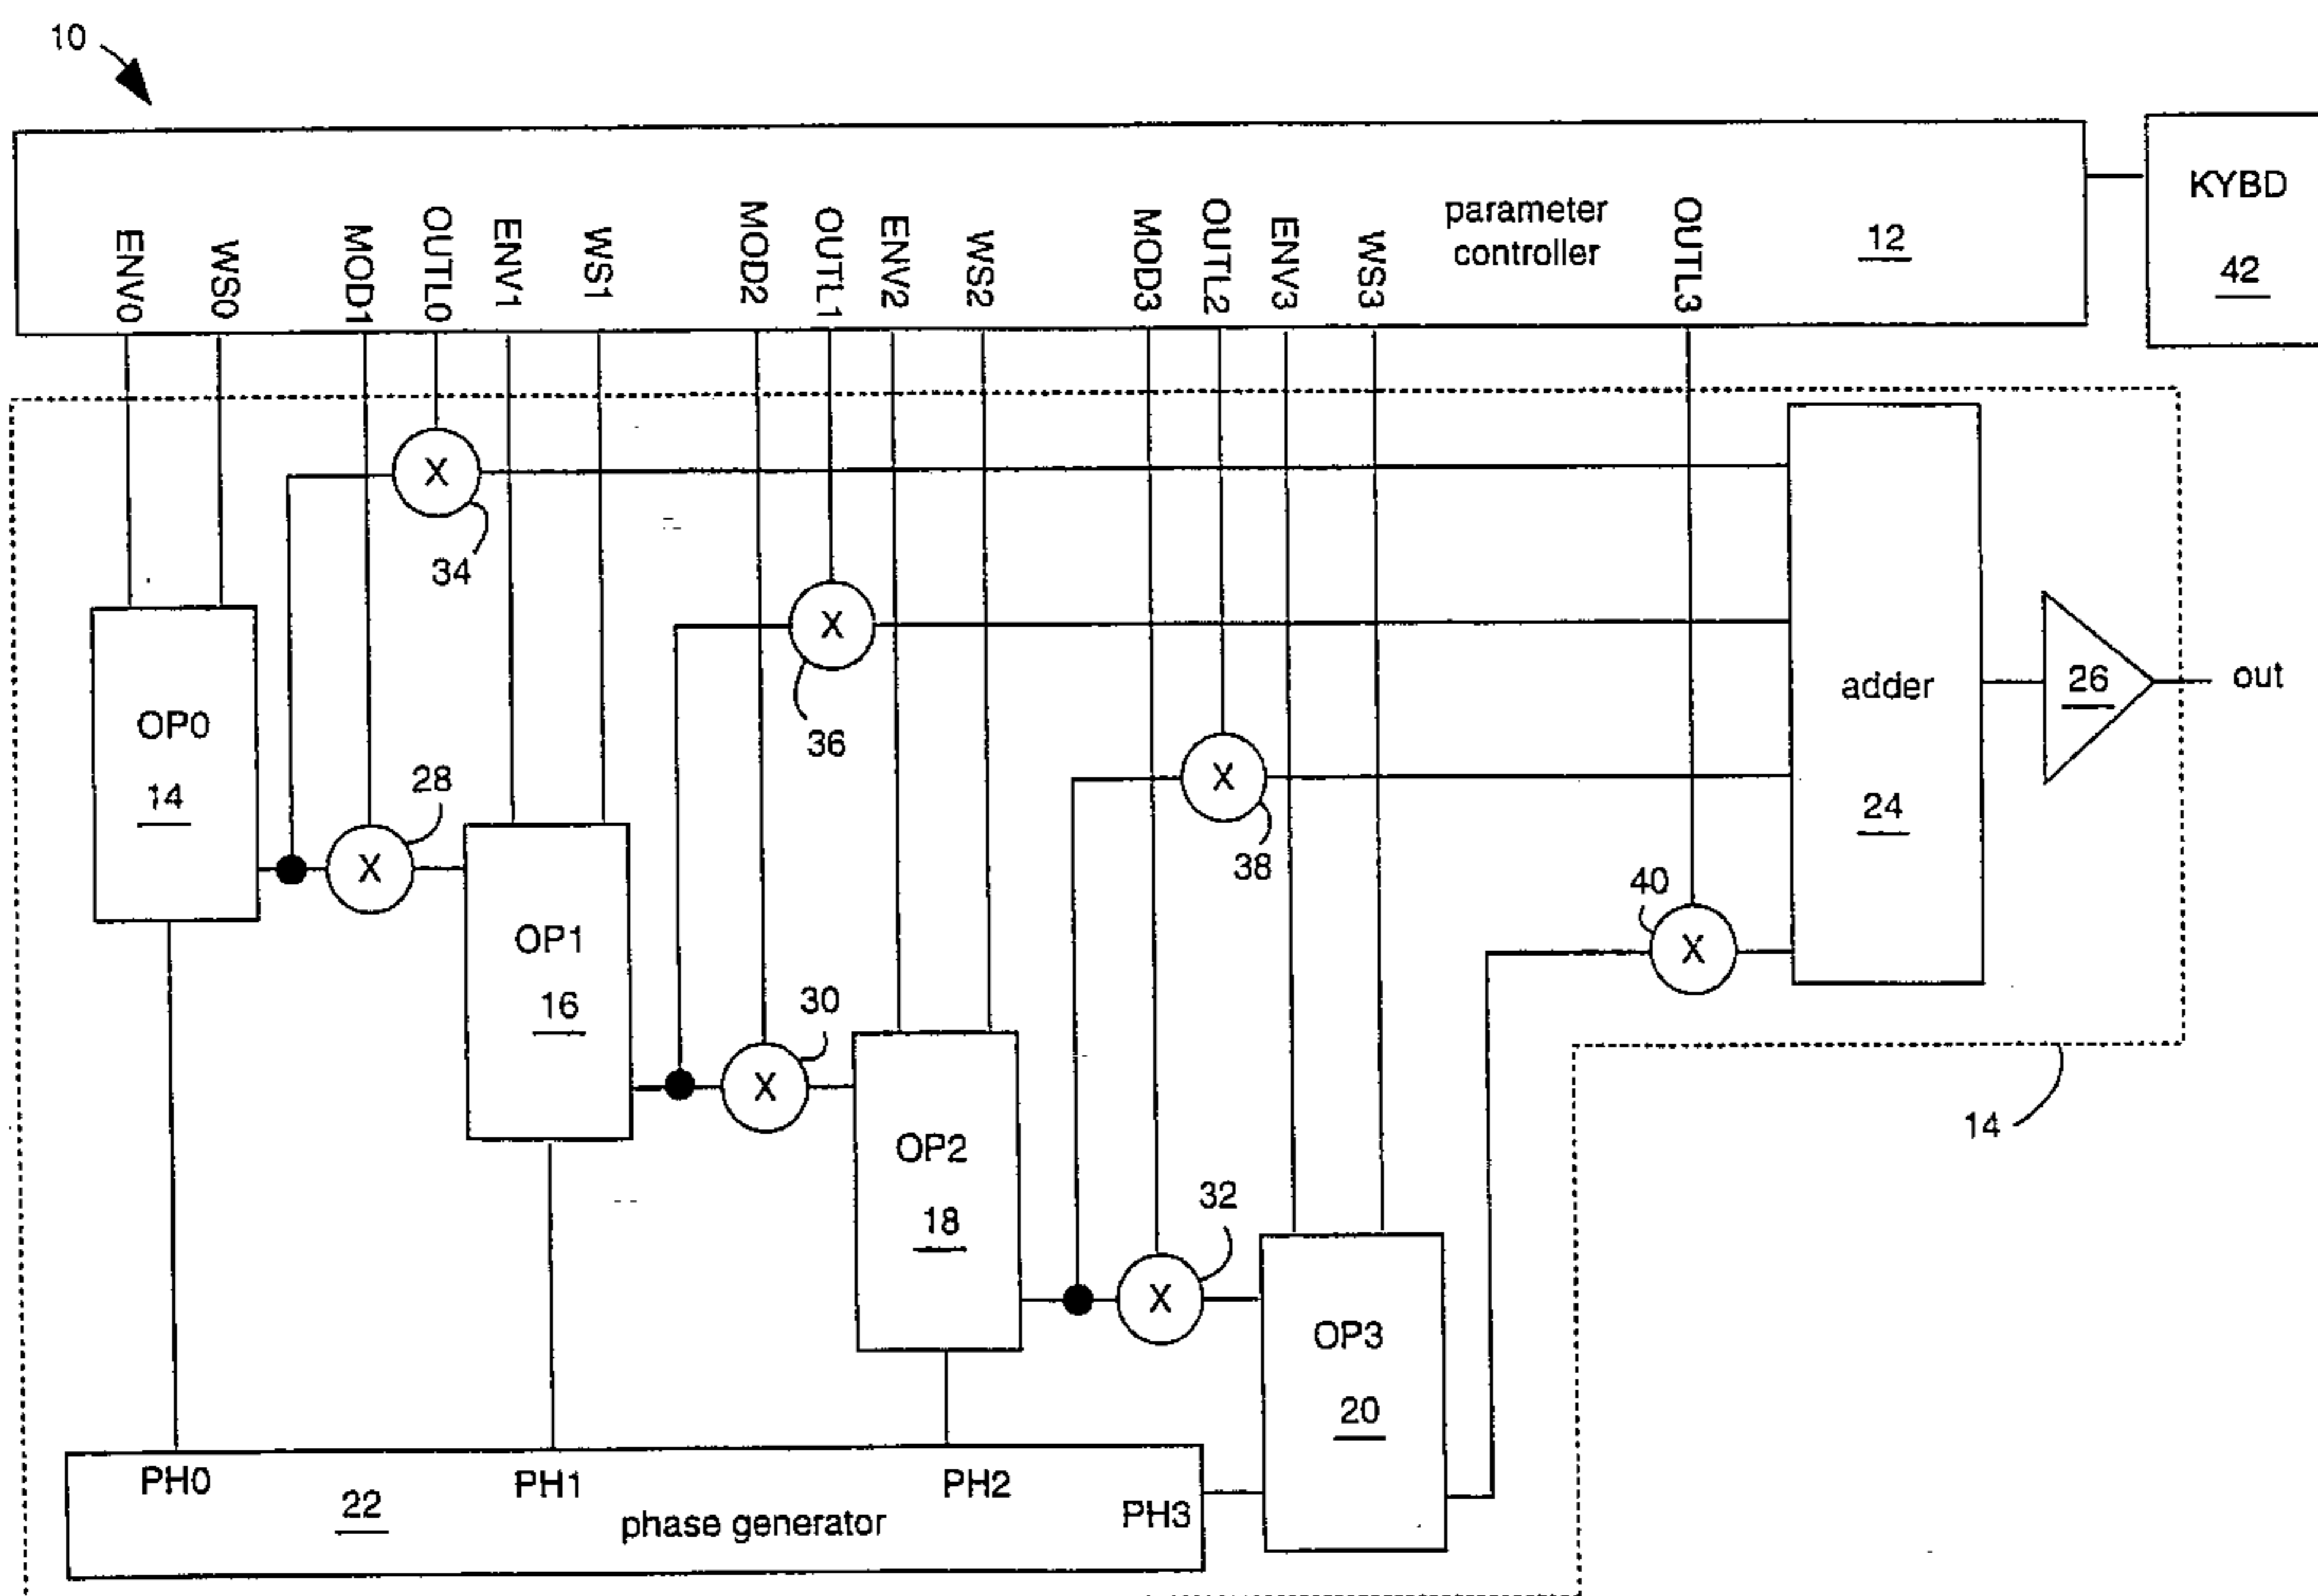 10
KYBD
42
parameter
controller
12
ENV0
WS0
MOD1
OUTL0
ENV1
WS1
MOD2
OUTL1
ENV2
WS2
MOD3
OUTL2
ENV3
WS3
OUTL3
X
34
X
36
OP0
14
28
X
X
38
adder
24
26
out
40
X
OP1
16
30
X
14
OP2
18
32
X
OP3
20
PH0
PH1
PH2
PH3
22
phase generator